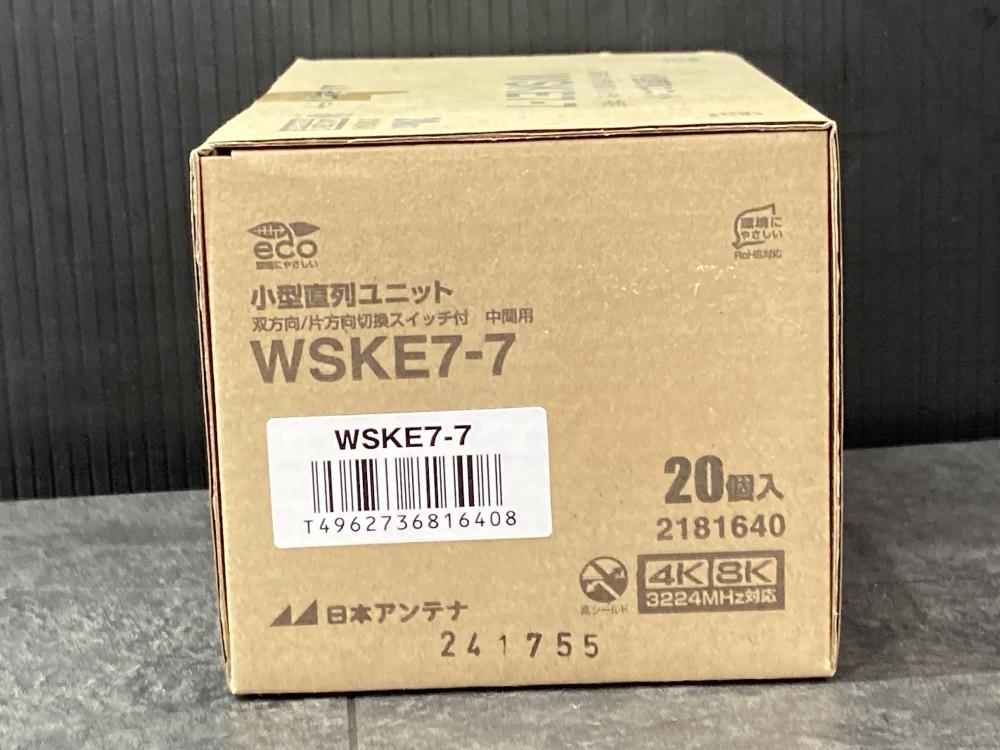 WSKE7-7
eco
環境にやさしい
環境に
やさしい
RoHS対応
小型直列ユニット
双方向/片方向切換スイッチ付 中間用
WSKE7-7
WSKE7-7
T4962736816408
20個入
2181640
高シールド
4K 8K
3224MHz対応
日本アンテナ
241755